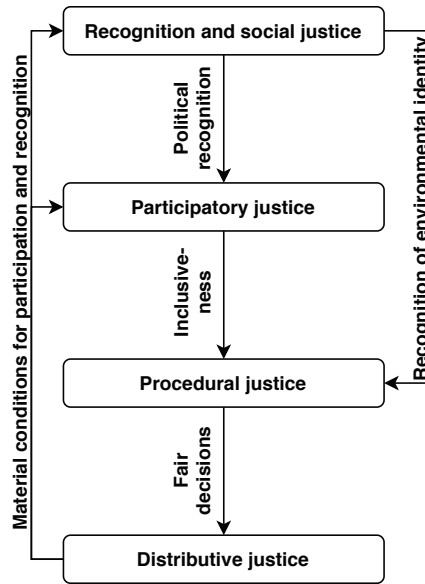 Recognition and social justice
Political
recognition
Participatory justice
Inclusive-
ness
Procedural justice
Fair
decisions
Distributive justice
Material conditions for participation and recognition
Recognition of environmental identity